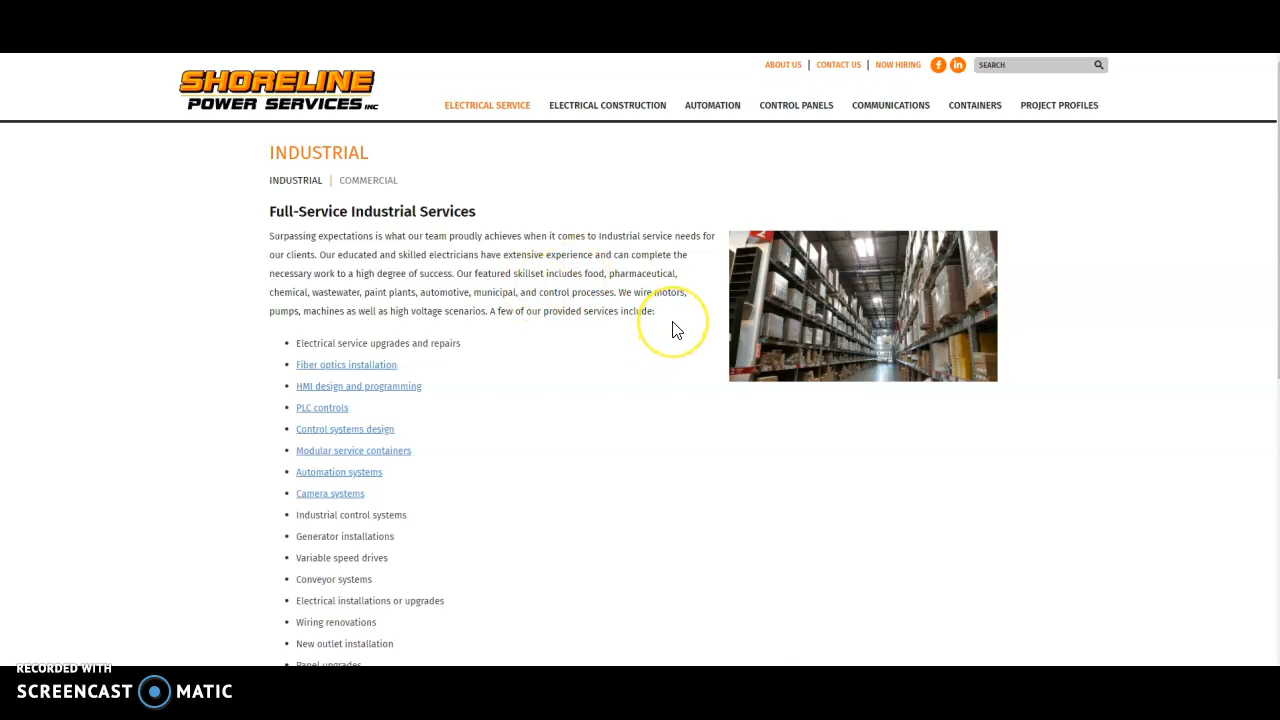 SHORELINE
POWER SERVICES INC
ABOUT US | CONTACT US | NOW HIRING
f in
SEARCH
ELECTRICAL SERVICE ELECTRICAL CONSTRUCTION AUTOMATION CONTROL PANELS COMMUNICATIONS CONTAINERS PROJECT PROFILES
INDUSTRIAL
INDUSTRIAL | COMMERCIAL
Full-Service Industrial Services
Surpassing expectations is what our team proudly achieves when it comes to Industrial service needs for
our clients. Our educated and skilled electricians have extensive experience and can complete the
necessary work to a high degree of success. Our featured skillset includes food, pharmaceutical,
chemical, wastewater, paint plants, automotive, municipal, and control processes. We wire motors,
pumps, machines as well as high voltage scenarios. A few of our provided services include:
• Electrical service upgrades and repairs
• Fiber optics installation
• HMI design and programming
• PLC controls
• Control systems design
• Modular service containers
• Automation systems
• Camera systems
• Industrial control systems
• Generator installations
• Variable speed drives
• Conveyor systems
• Electrical installations or upgrades
• Wiring renovations
• New outlet installation
• Panel upgrades
RECORDED WITH
SCREENCAST MATIC